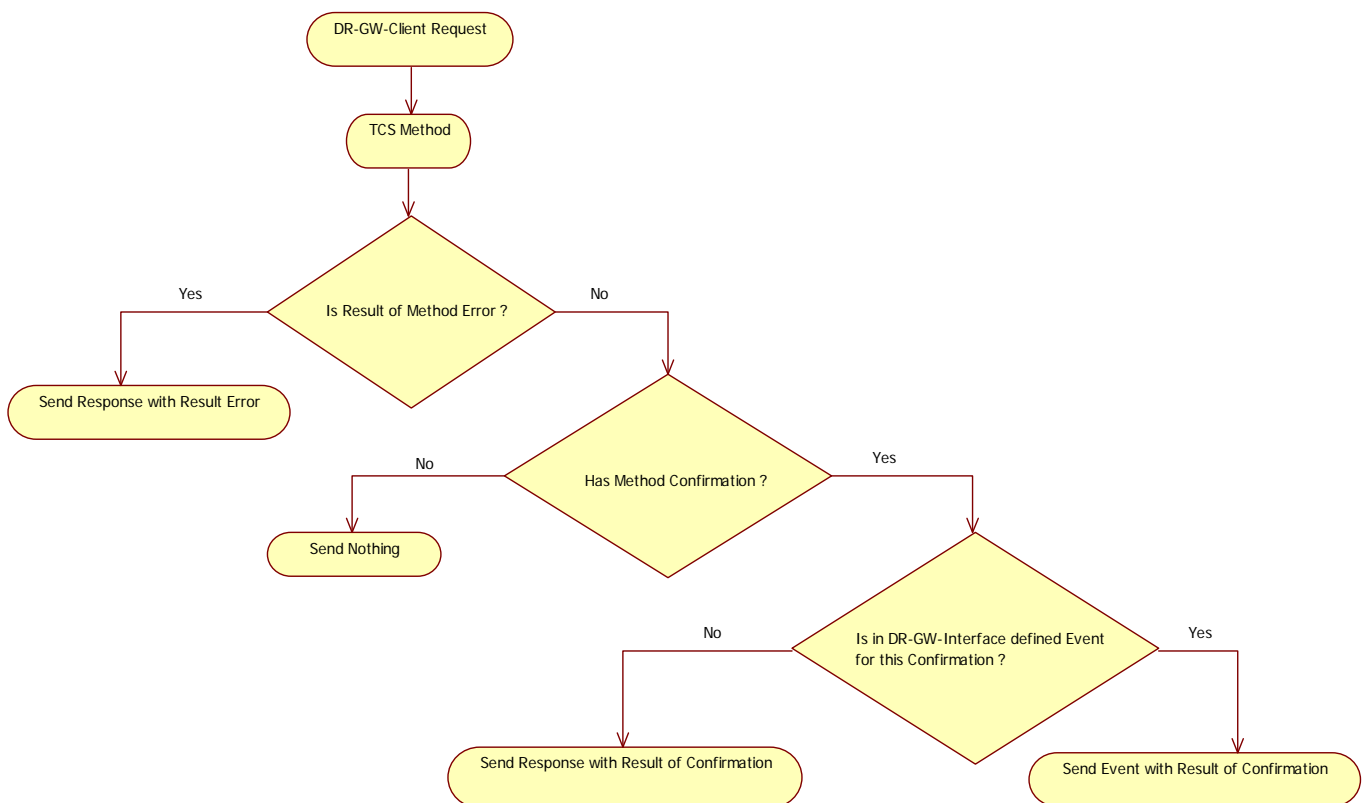 DR-GW-Client Request
TCS Method
Is Result of Method Error ?
Yes
No
Send Response with Result Error
Has Method Confirmation ?
No
Yes
Send Nothing
Is in DR-GW-Interface defined Event
for this Confirmation ?
No
Yes
Send Response with Result of Confirmation
Send Event with Result of Confirmation